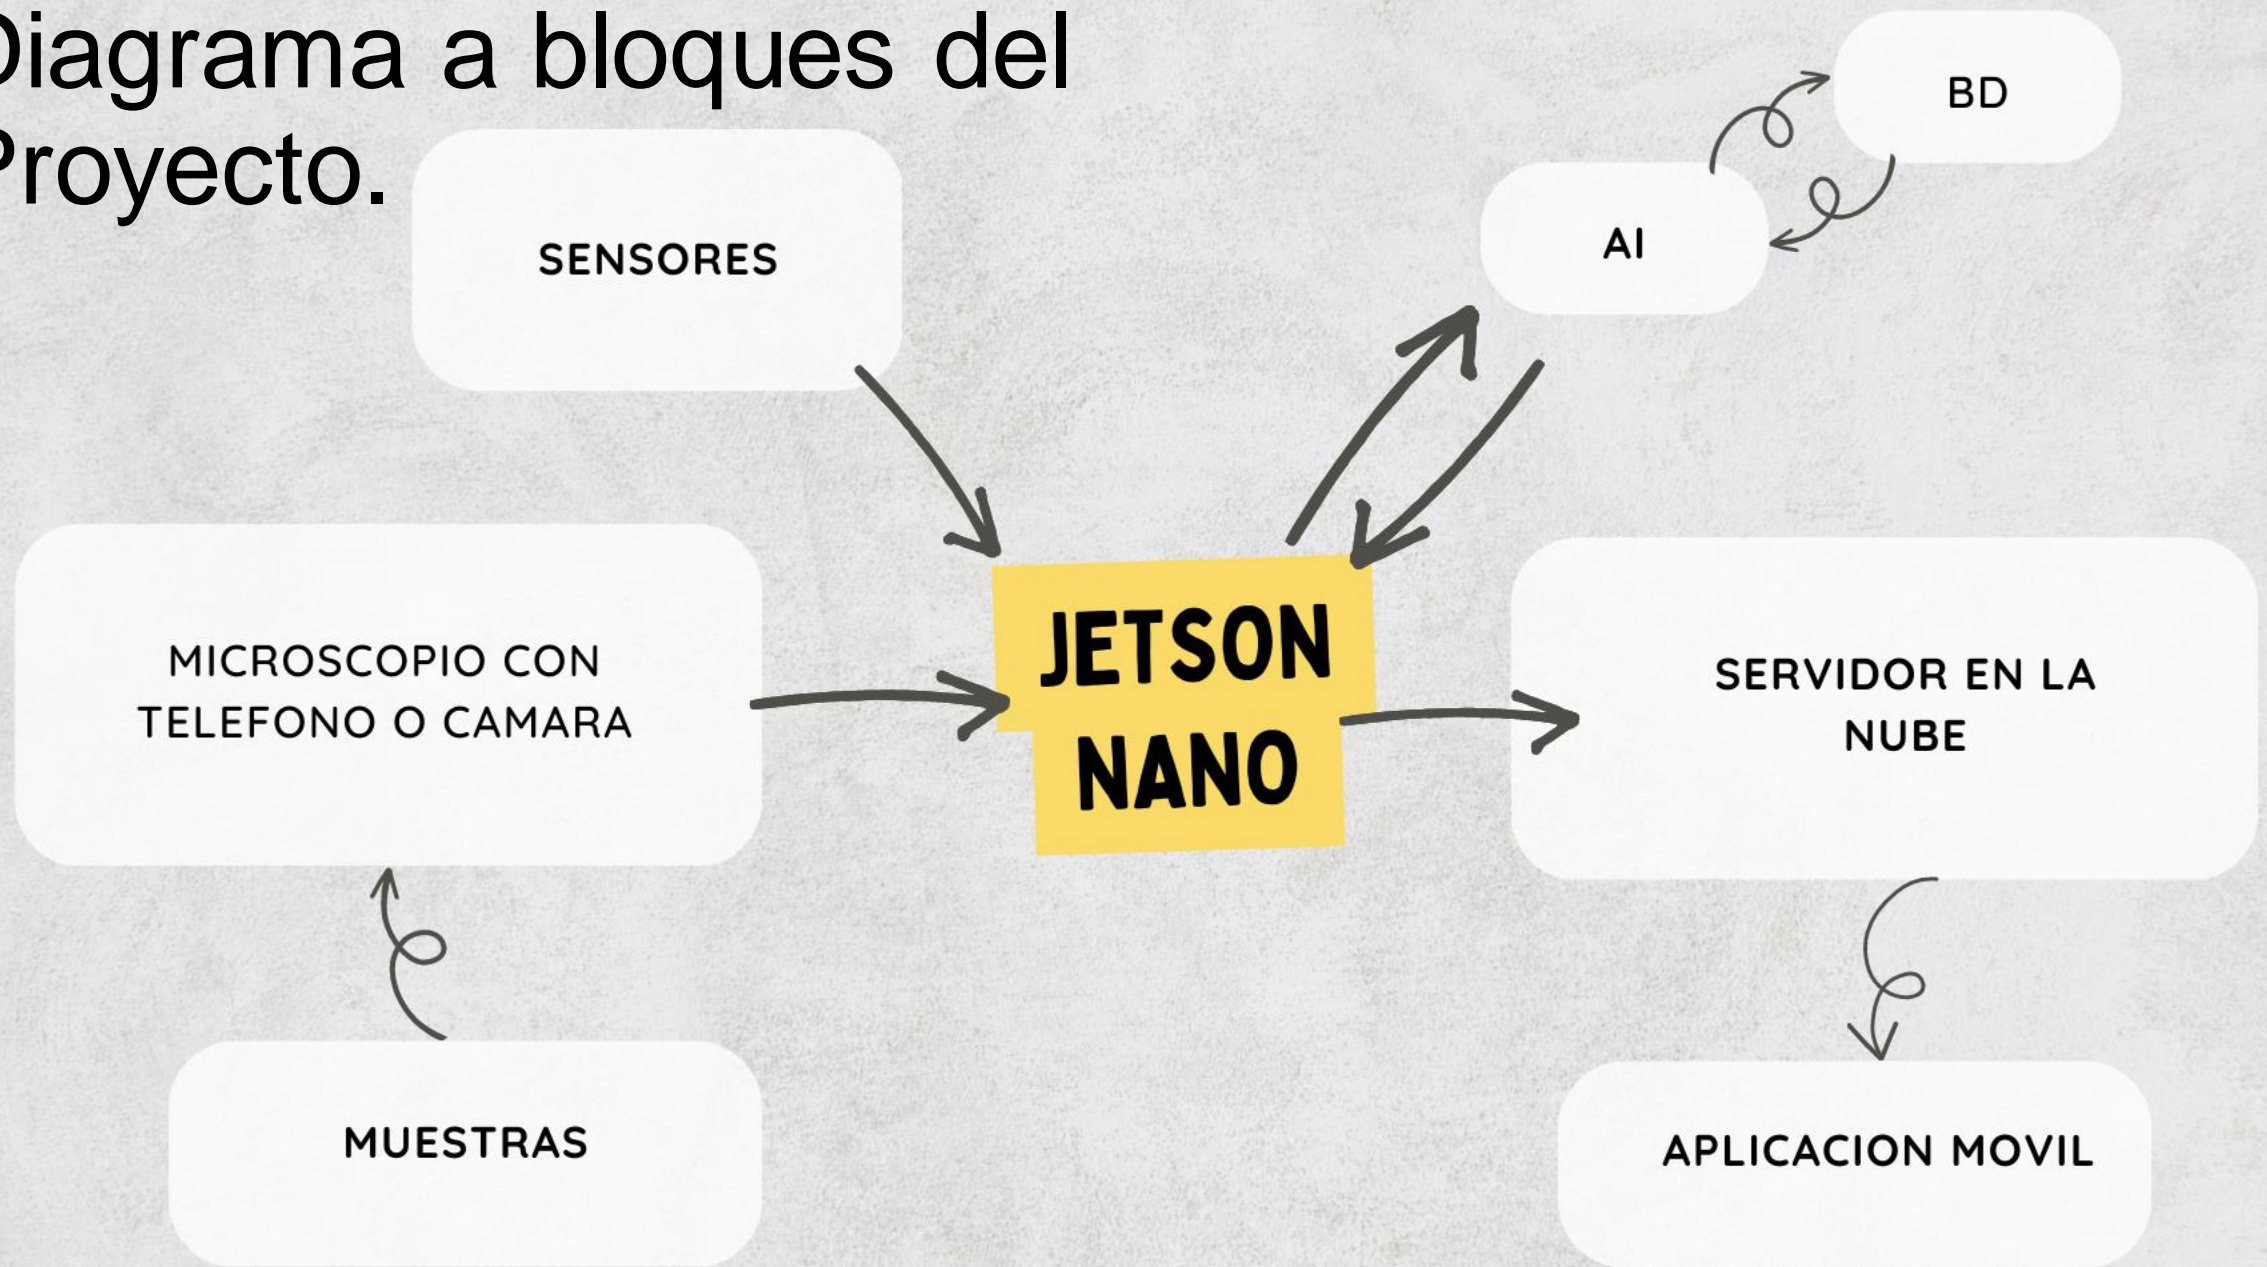 Diagrama a bloques del
Proyecto.
SENSORES
BD
AI
MICROSCOPIO CON
TELEFONO O CAMARA
JETSON
NANO
SERVIDOR EN LA
NUBE
MUESTRAS
APLICACION MOVIL